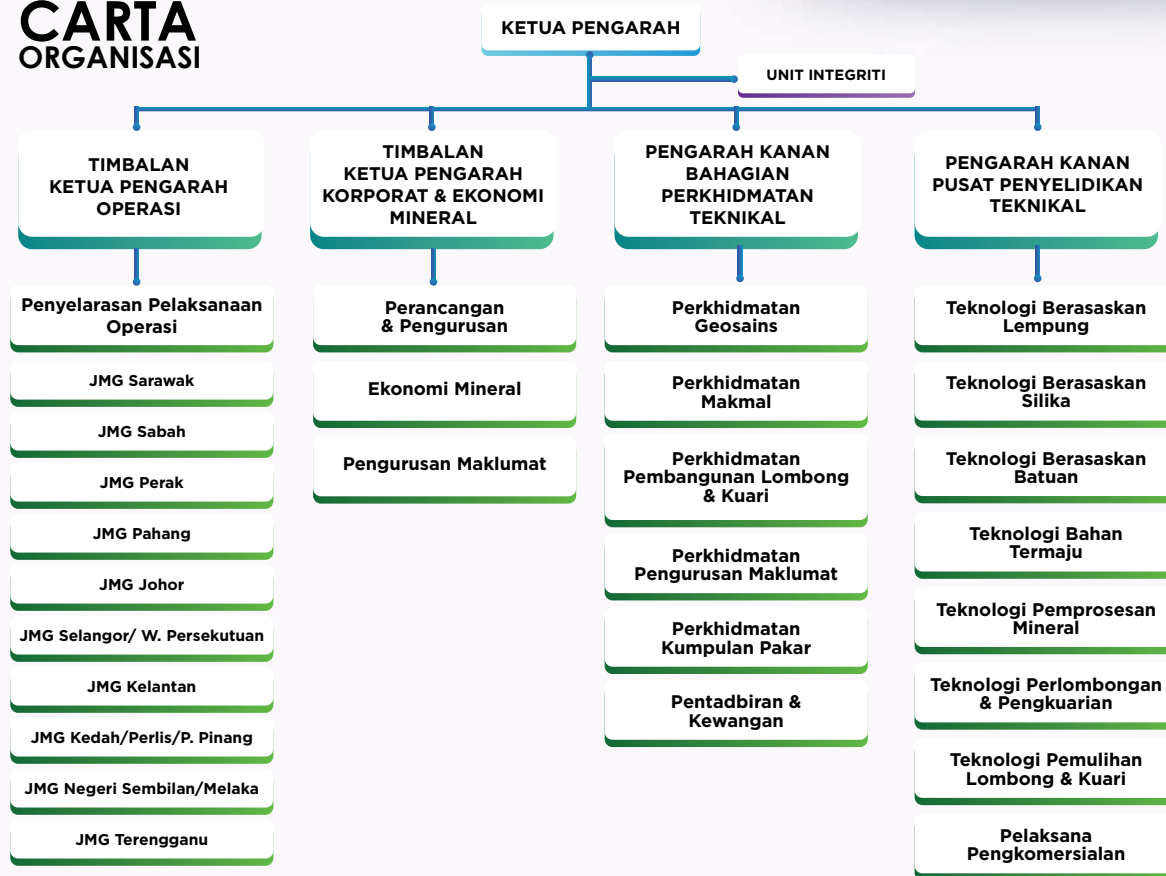 CARTA
ORGANISASI
KETUA PENGARAH
UNIT INTEGRITI
TIMBALAN
KETUA PENGARAH
OPERASI
Penyelarasan Pelaksanaan
Operasi
JMG Sarawak
JMG Sabah
JMG Perak
JMG Pahang
JMG Johor
JMG Selangor/ W. Persekutuan
JMG Kelantan
JMG Kedah/Perlis/P. Pinang
JMG Negeri Sembilan/Melaka
JMG Terengganu
TIMBALAN
KETUA PENGARAH
KORPORAT & EKONOMI
MINERAL
Perancangan
& Pengurusan
Ekonomi Mineral
Pengurusan Maklumat
PENGARAH KANAN
BAHAGIAN
PERKHIDMATAN
TEKNIKAL
Perkhidmatan
Geosains
Perkhidmatan
Makmal
Perkhidmatan
Pembangunan Lombong
& Kuari
Perkhidmatan
Pengurusan Maklumat
Perkhidmatan
Kumpulan Pakar
Pentadbiran &
Kewangan
PENGARAH KANAN
PUSAT PENYELIDIKAN
TEKNIKAL
Teknologi Berasaskan
Lempung
Teknologi Berasaskan
Silika
Teknologi Berasaskan
Batuan
Teknologi Bahan
Termaju
Teknologi Pemprosesan
Mineral
Teknologi Perlombongan
& Pengkuarian
Teknologi Pemulihan
Lombong & Kuari
Pelaksana
Pengkomersialan